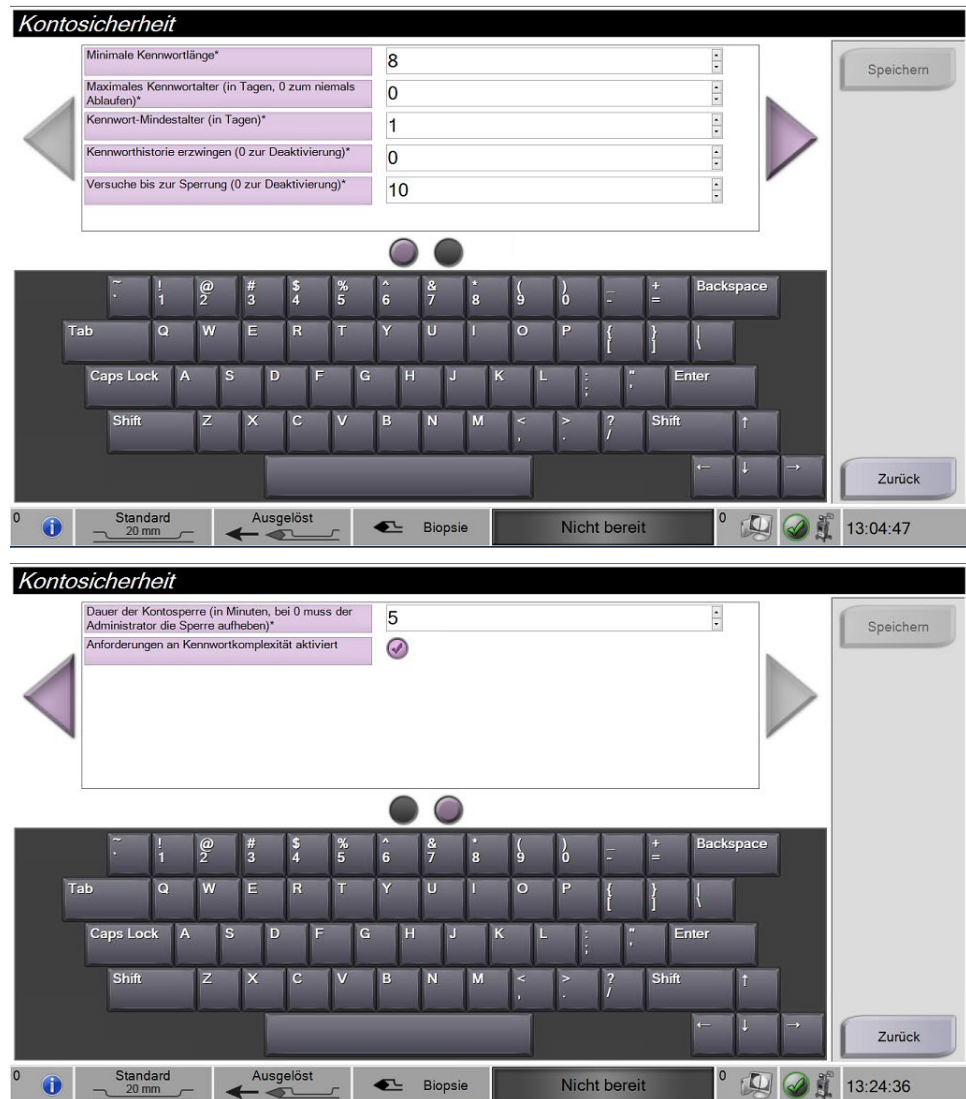 Kontosicherheit
Minimale Kennwortlänge*
8
Speichern
Maximales Kennwortalter (in Tagen, 0 zum niemals
Ablaufen)*
0
Kennwort-Mindestalter (in Tagen)*
1
Kennworthistorie erzwingen (0 zur Deaktivierung)*
0
Versuche bis zur Sperrung (0 zur Deaktivierung)*
10
~ ! @ # $ % ^ & * ( ) _ + Backspace
` 1 2 3 4 5 6 7 8 9 0 - =
Tab Q W E R T Y U I O P { } |
[ ] \
Caps Lock A S D F G H J K L : " Enter
; '
Shift Z X C V B N M < > ? Shift ↑
, . /
← ↓ →
Zurück
0 Standard Ausgelöst Biopsie Nicht bereit 0 13:04:47
20 mm
Kontosicherheit
Dauer der Kontosperre (in Minuten, bei 0 muss der
Administrator die Sperre aufheben)*
5
Speichern
Anforderungen an Kennwortkomplexität aktiviert
~ ! @ # $ % ^ & * ( ) _ + Backspace
` 1 2 3 4 5 6 7 8 9 0 - =
Tab Q W E R T Y U I O P { } |
[ ] \
Caps Lock A S D F G H J K L : " Enter
; '
Shift Z X C V B N M < > ? Shift ↑
, . /
← ↓ →
Zurück
0 Standard Ausgelöst Biopsie Nicht bereit 0 13:24:36
20 mm